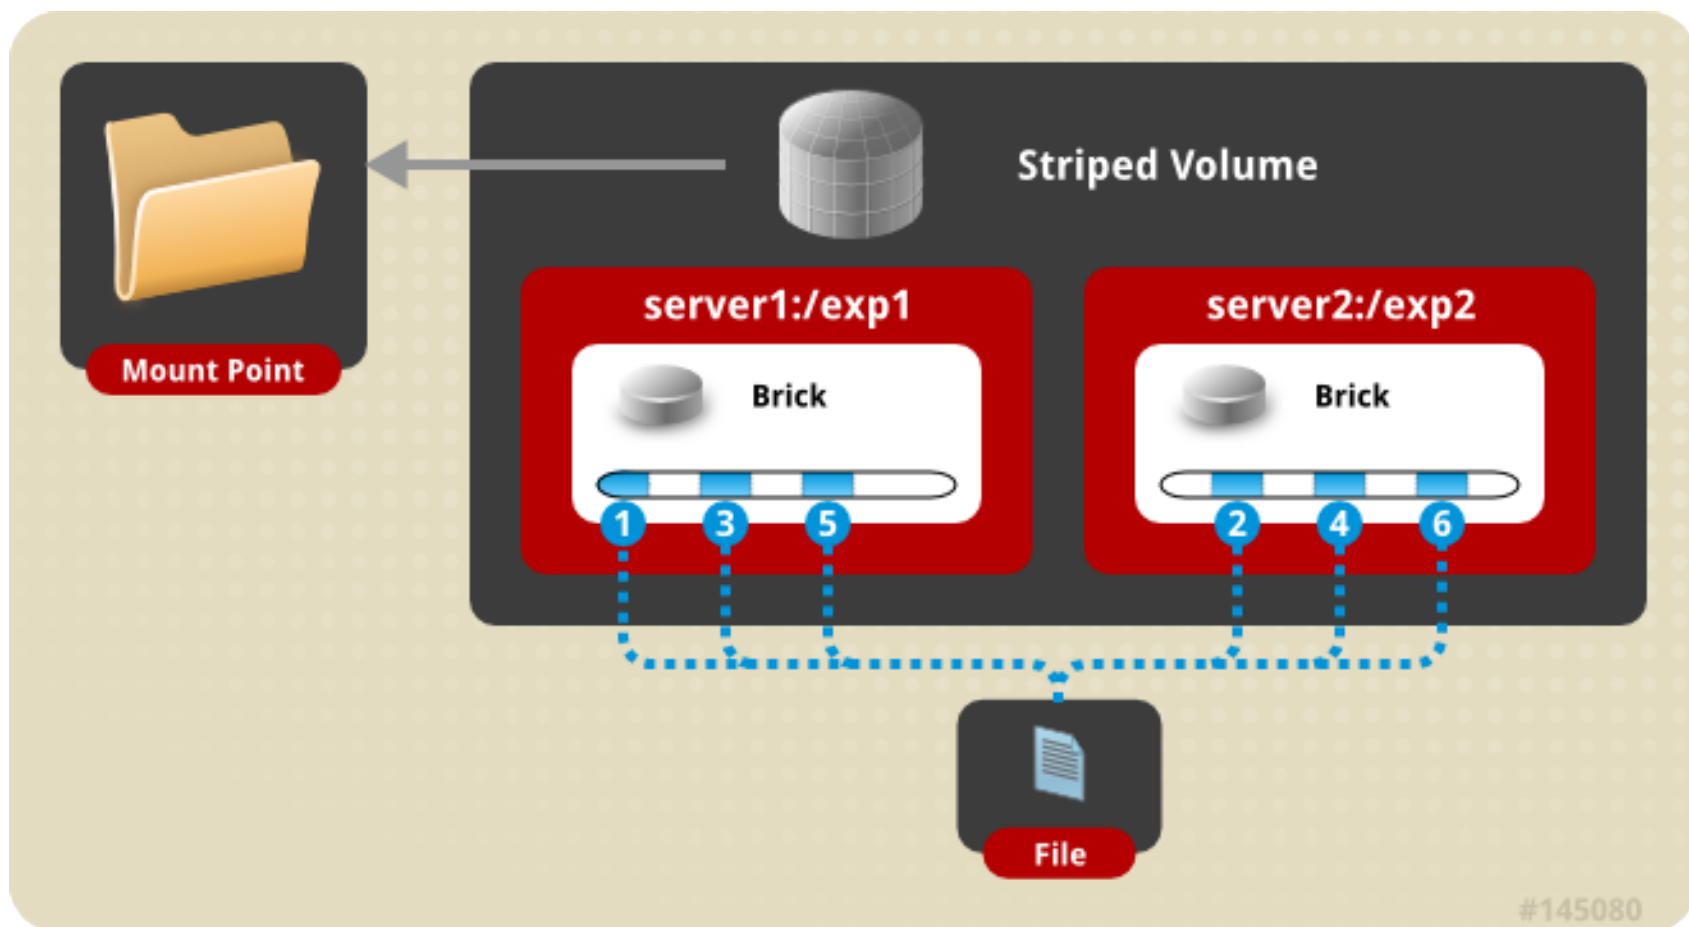 Striped Volume
Mount Point
server1:/exp1
Brick
1 3 5
server2:/exp2
Brick
2 4 6
File
#145080